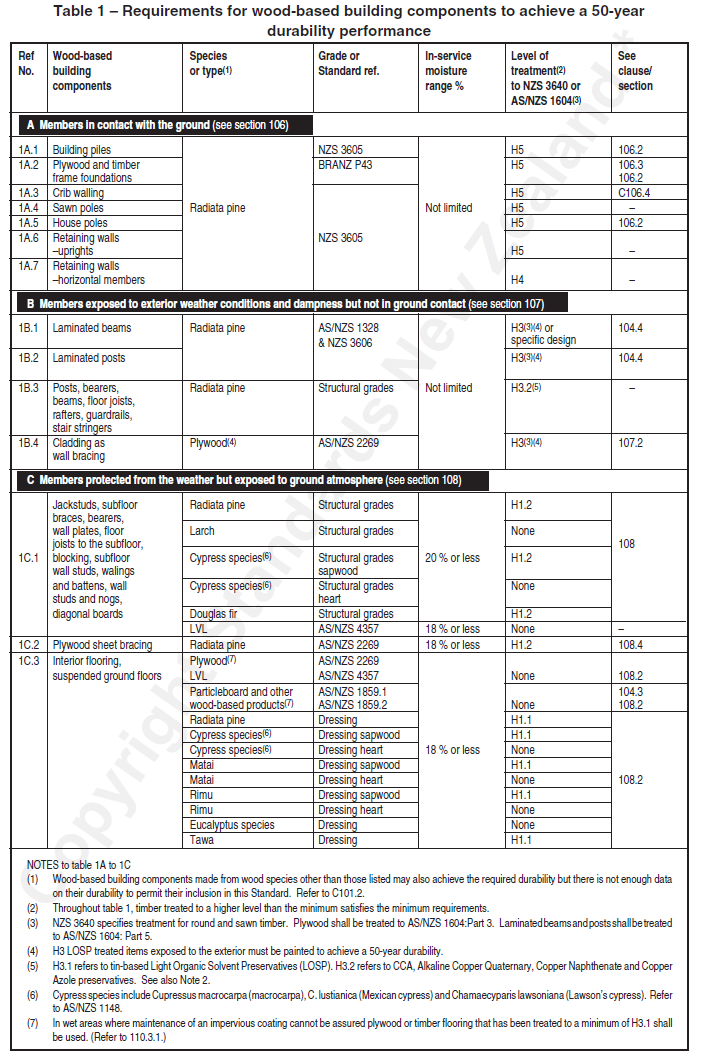 Table 1 – Requirements for wood-based building components to achieve a 50-year
durability performance
Ref No. Wood-based building components Species or type(1) Grade or Standard ref. In-service moisture range % Level of treatment(2) to NZS 3640 or AS/NZS 1604(3) See clause/ section
A Members in contact with the ground (see section 106)
1A.1 Building piles Radiata pine NZS 3605 Not limited H5 106.2
1A.2 Plywood and timber frame foundations BRANZ P43 H5 106.3 106.2
1A.3 Crib walling NZS 3605 H5 C106.4
1A.4 Sawn poles H5 –
1A.5 House poles H5 106.2
1A.6 Retaining walls –uprights H5 –
1A.7 Retaining walls –horizontal members H4 –
B Members exposed to exterior weather conditions and dampness but not in ground contact (see section 107)
1B.1 Laminated beams Radiata pine AS/NZS 1328 & NZS 3606 Not limited H3(3)(4) or specific design 104.4
1B.2 Laminated posts H3(3)(4) 104.4
1B.3 Posts, bearers, beams, floor joists, rafters, guardrails, stair stringers Radiata pine Structural grades H3.2(5) –
1B.4 Cladding as wall bracing Plywood(4) AS/NZS 2269 H3(3)(4) 107.2
C Members protected from the weather but exposed to ground atmosphere (see section 108)
1C.1 Jackstuds, subfloor braces, bearers, wall plates, floor joists to the subfloor, blocking, subfloor wall studs, walings and battens, wall studs and nogs, diagonal boards
Radiata pine Structural grades 20 % or less H1.2 108
Larch Structural grades None
Cypress species(6) Structural grades sapwood H1.2
Cypress species(6) Structural grades heart None
Douglas fir Structural grades H1.2
LVL AS/NZS 4357 18 % or less None –
1C.2 Plywood sheet bracing Radiata pine AS/NZS 2269 18 % or less H1.2 108.4
1C.3 Interior flooring, suspended ground floors Plywood(7) AS/NZS 2269
LVL AS/NZS 4357 None 108.2
Particleboard and other wood-based products(7) AS/NZS 1859.1 AS/NZS 1859.2 None 104.3 108.2
Radiata pine Dressing H1.1
Cypress species(6) Dressing sapwood H1.1
Cypress species(6) Dressing heart 18 % or less None
Matai Dressing sapwood H1.1
Matai Dressing heart None 108.2
Rimu Dressing sapwood H1.1
Rimu Dressing heart None
Eucalyptus species Dressing None
Tawa Dressing H1.1
NOTES to table 1A to 1C
(1) Wood-based building components made from wood species other than those listed may also achieve the required durability but there is not enough data
on their durability to permit their inclusion in this Standard. Refer to C101.2.
(2) Throughout table 1, timber treated to a higher level than the minimum satisfies the minimum requirements.
(3) NZS 3640 specifies treatment for round and sawn timber. Plywood shall be treated to AS/NZS 1604:Part 3. Laminated beams and posts shall be treated
to AS/NZS 1604: Part 5.
(4) H3 LOSP treated items exposed to the exterior must be painted to achieve a 50-year durability.
(5) H3.1 refers to tin-based Light Organic Solvent Preservatives (LOSP). H3.2 refers to CCA, Alkaline Copper Quaternary, Copper Naphthenate and Copper
Azole preservatives. See also Note 2.
(6) Cypress species include Cupressus macrocarpa (macrocarpa), C. lustianica (Mexican cypress) and Chamaecyparis lawsoniana (Lawson's cypress). Refer
to AS/NZS 1148.
(7) In wet areas where maintenance of an impervious coating cannot be assured plywood or timber flooring that has been treated to a minimum of H3.1 shall
be used. (Refer to 110.3.1.)
Copyright Standards New Zealand *